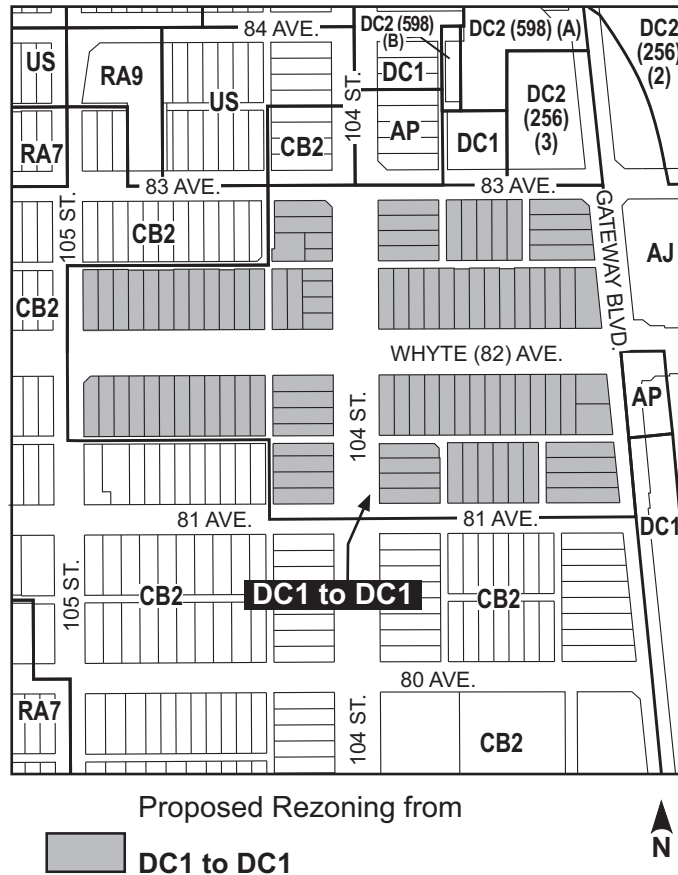 84 AVE.
DC2 (598)
(B)
DC2 (598) (A)
DC2
(256)
(2)
US
RA9
US
DC1
DC2
(256)
(3)
104 ST.
RA7
CB2
AP
DC1
83 AVE.
83 AVE.
105 ST.
CB2
GATEWAY BLVD.
AJ
CB2
WHYTE (82) AVE.
AP
104 ST.
81 AVE.
81 AVE.
DC1
105 ST.
CB2
DC1 to DC1
CB2
80 AVE.
RA7
104 ST.
CB2
Proposed Rezoning from
DC1 to DC1
N